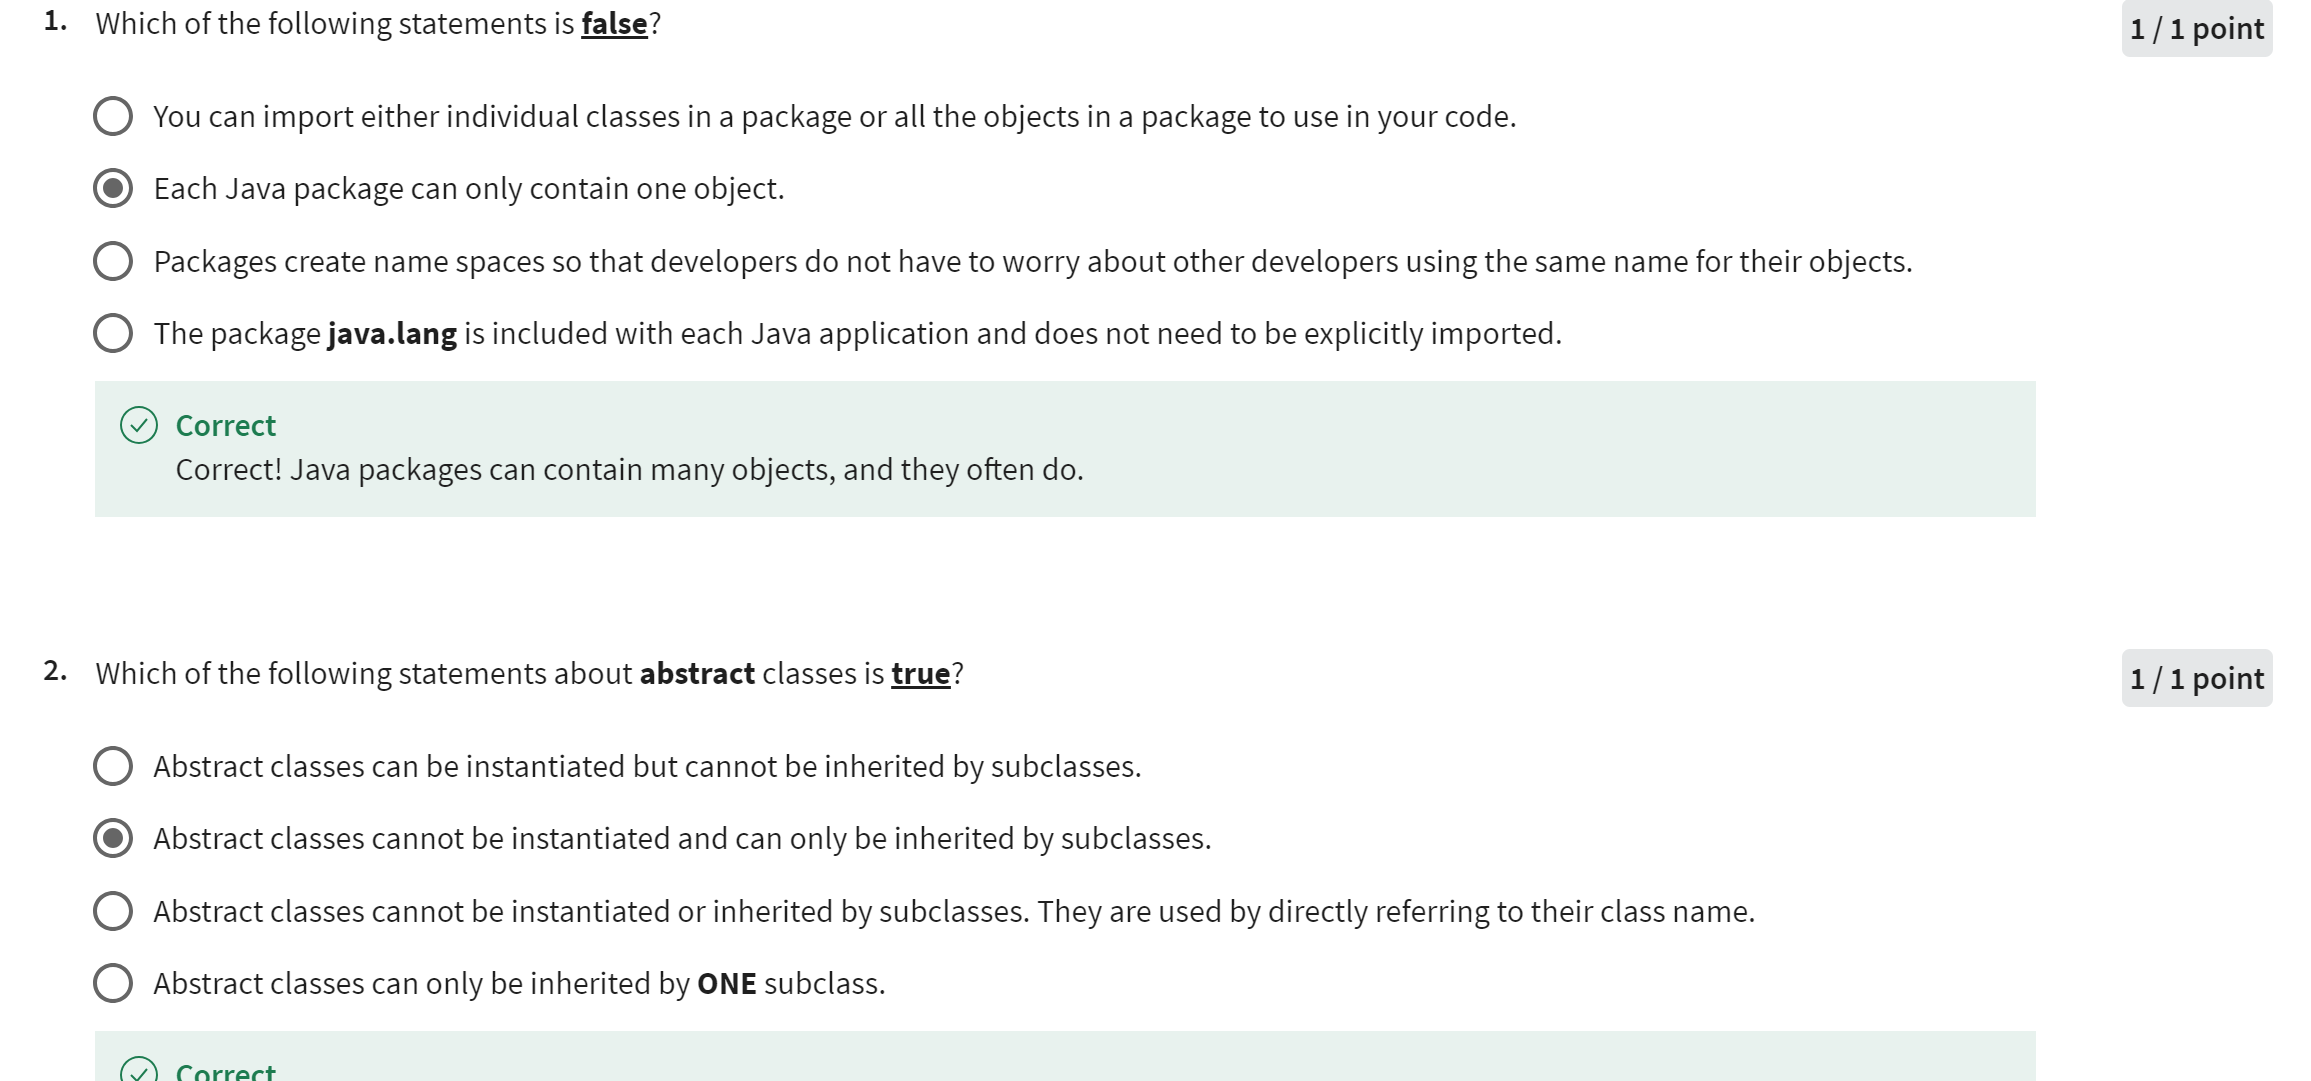 1. Which of the following statements is false?
1 / 1 point
You can import either individual classes in a package or all the objects in a package to use in your code.
Each Java package can only contain one object.
Packages create name spaces so that developers do not have to worry about other developers using the same name for their objects.
The package java.lang is included with each Java application and does not need to be explicitly imported.
Correct
Correct! Java packages can contain many objects, and they often do.
2. Which of the following statements about abstract classes is true?
1 / 1 point
Abstract classes can be instantiated but cannot be inherited by subclasses.
Abstract classes cannot be instantiated and can only be inherited by subclasses.
Abstract classes cannot be instantiated or inherited by subclasses. They are used by directly referring to their class name.
Abstract classes can only be inherited by ONE subclass.
Correct